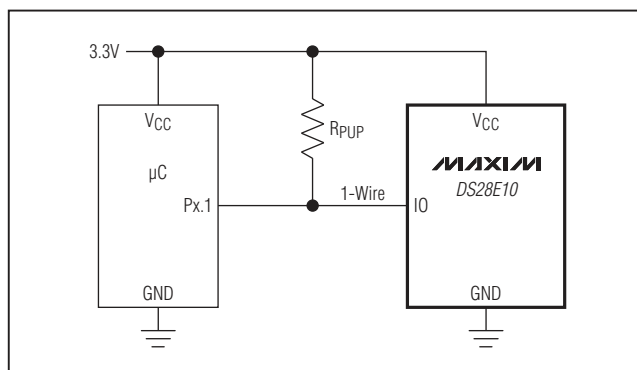 3.3V
VCC
VCC
RPUP
µC
MAXIM
DS28E10
Px.1
1-Wire
IO
GND
GND